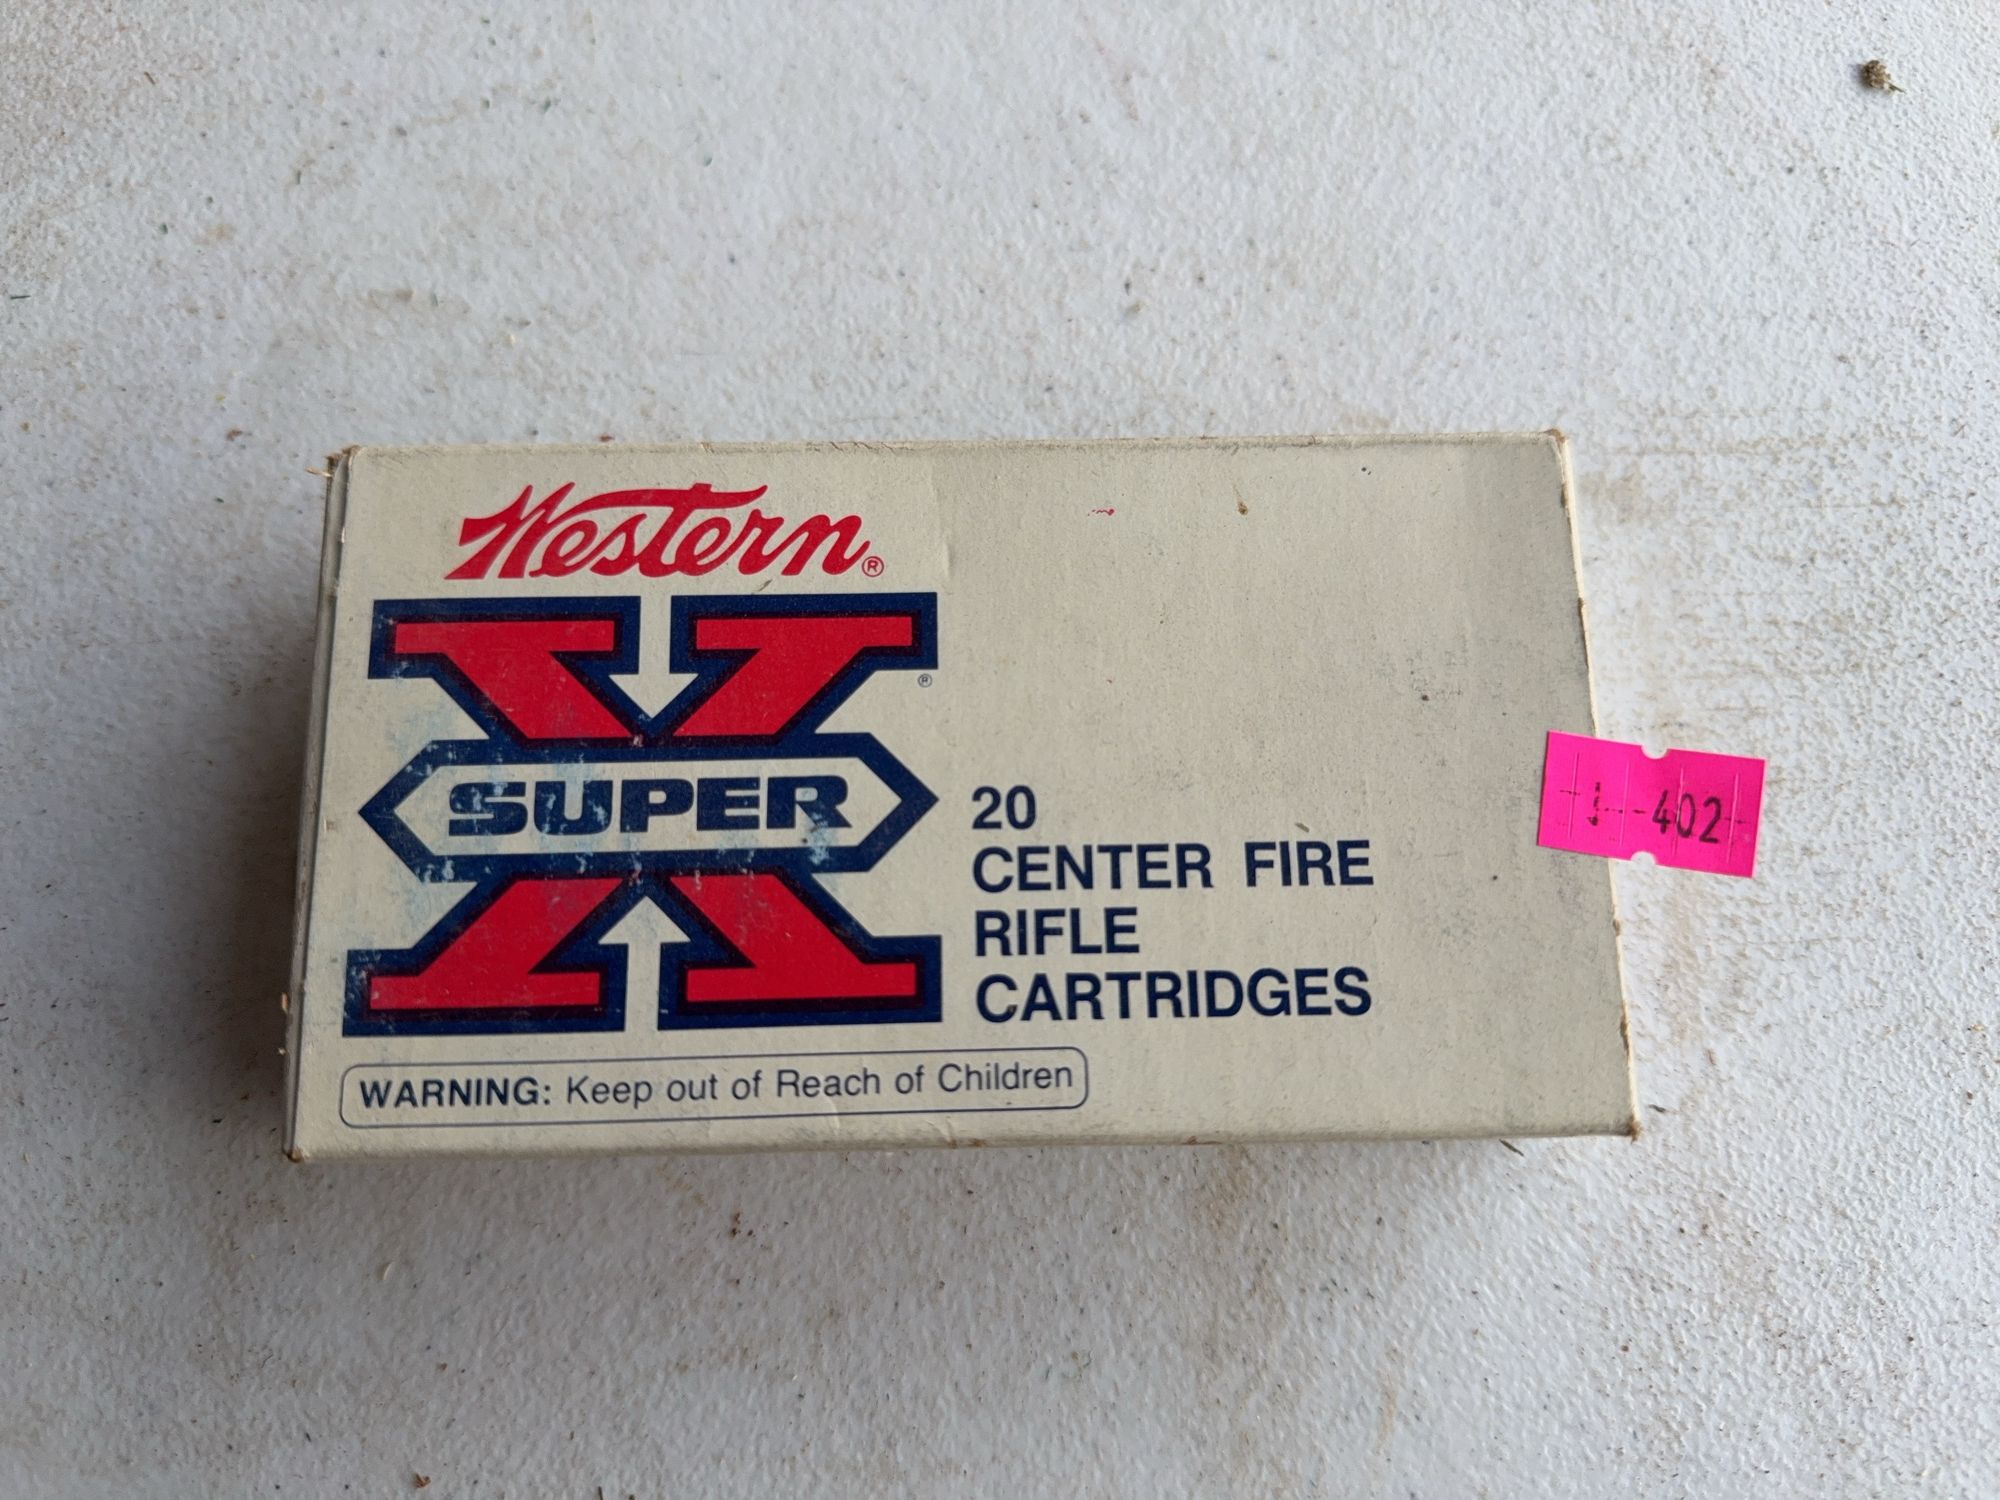 Western®
X®
SUPER
20
CENTER FIRE
RIFLE
CARTRIDGES
WARNING: Keep out of Reach of Children
402